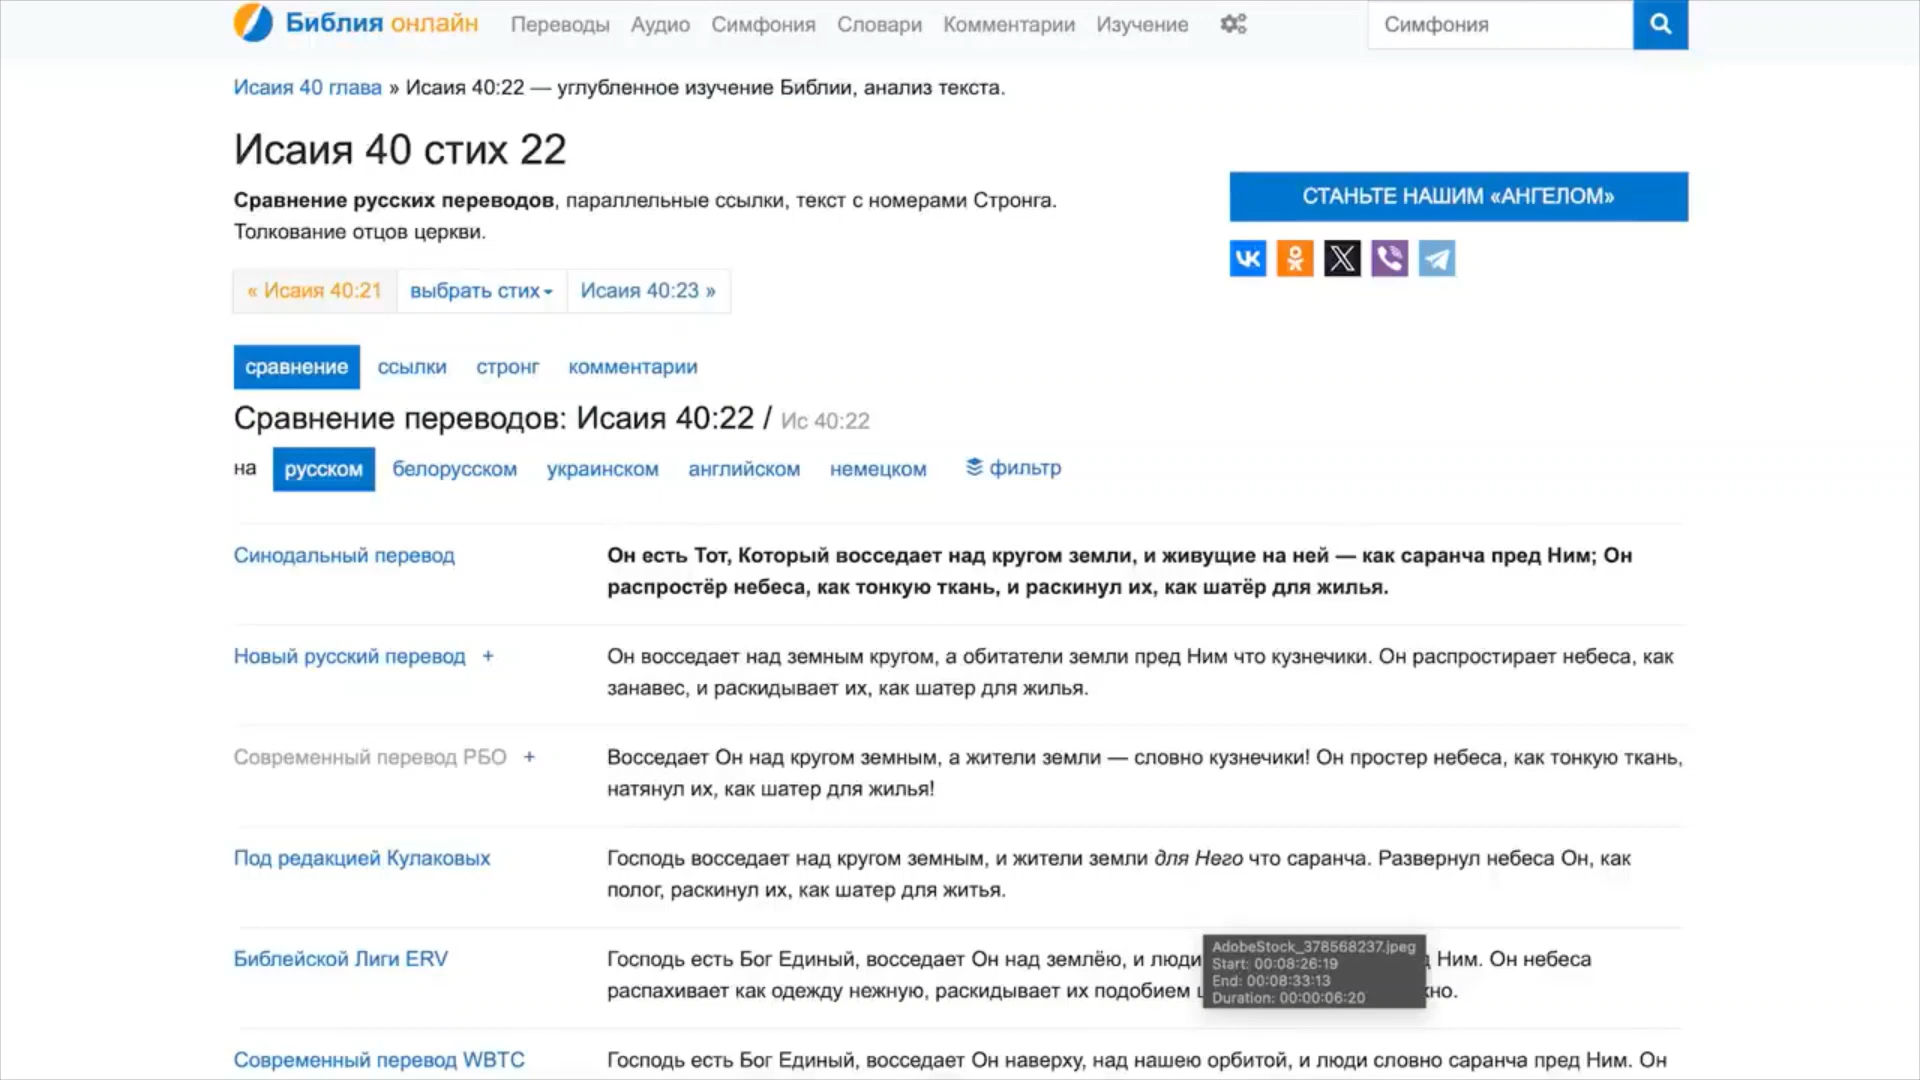 Библия онлайн Переводы Аудио Симфония Словари Комментарии Изучение Симфония
Исаия 40 глава » Исаия 40:22 — углубленное изучение Библии, анализ текста.
Исаия 40 стих 22
Сравнение русских переводов, параллельные ссылки, текст с номерами Стронга.
Толкование отцов церкви.
СТАНЬТЕ НАШИМ «АНГЕЛОМ»
« Исаия 40:21 выбрать стих Исаия 40:23 »
сравнение ссылки стронг комментарии
Сравнение переводов: Исаия 40:22 / Ис 40:22
на русском белорусском украинском английском немецком фильтр
Синодальный перевод
Он есть Тот, Который восседает над кругом земли, и живущие на ней — как саранча пред Ним; Он
распростёр небеса, как тонкую ткань, и раскинул их, как шатёр для жилья.
Новый русский перевод +
Он восседает над земным кругом, а обитатели земли пред Ним что кузнечики. Он распростирает небеса, как
занавес, и раскидывает их, как шатер для жилья.
Современный перевод РБО +
Восседает Он над кругом земным, а жители земли — словно кузнечики! Он простер небеса, как тонкую ткань,
натянул их, как шатер для жилья!
Под редакцией Кулаковых
Господь восседает над кругом земным, и жители земли для Него что саранча. Развернул небеса Он, как
полог, раскинул их, как шатер для житья.
Библейской Лиги ERV
Господь есть Бог Единый, восседает Он над землёю, и люди Ним. Он небеса
распахивает как одежду нежную, раскидывает их подобием
AdobeStock_378568237.jpeg
Start: 00:08:26:19
End: 00:08:33:13
Duration: 00:00:06:20
Современный перевод WBTC
Господь есть Бог Единый, восседает Он наверху, над нашею орбитой, и люди словно саранча пред Ним. Он